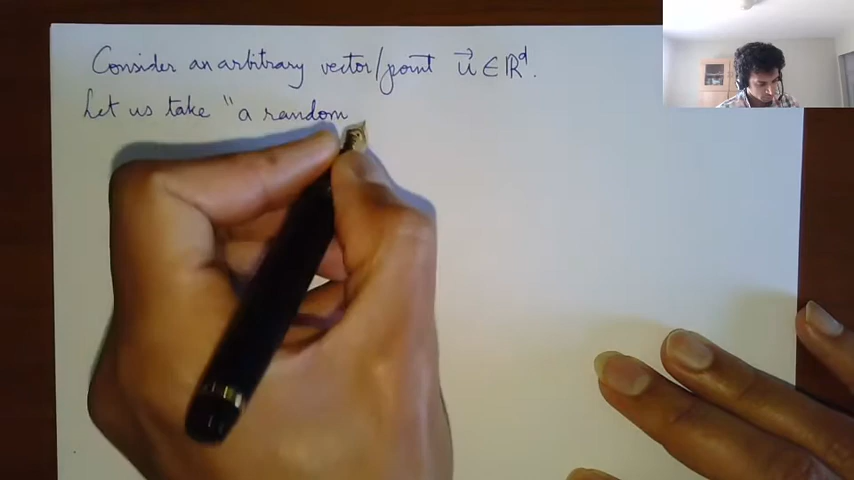 Consider an arbitrary vector/point $\vec{u} \in \mathbb{R}^d$.
Let us take "a random